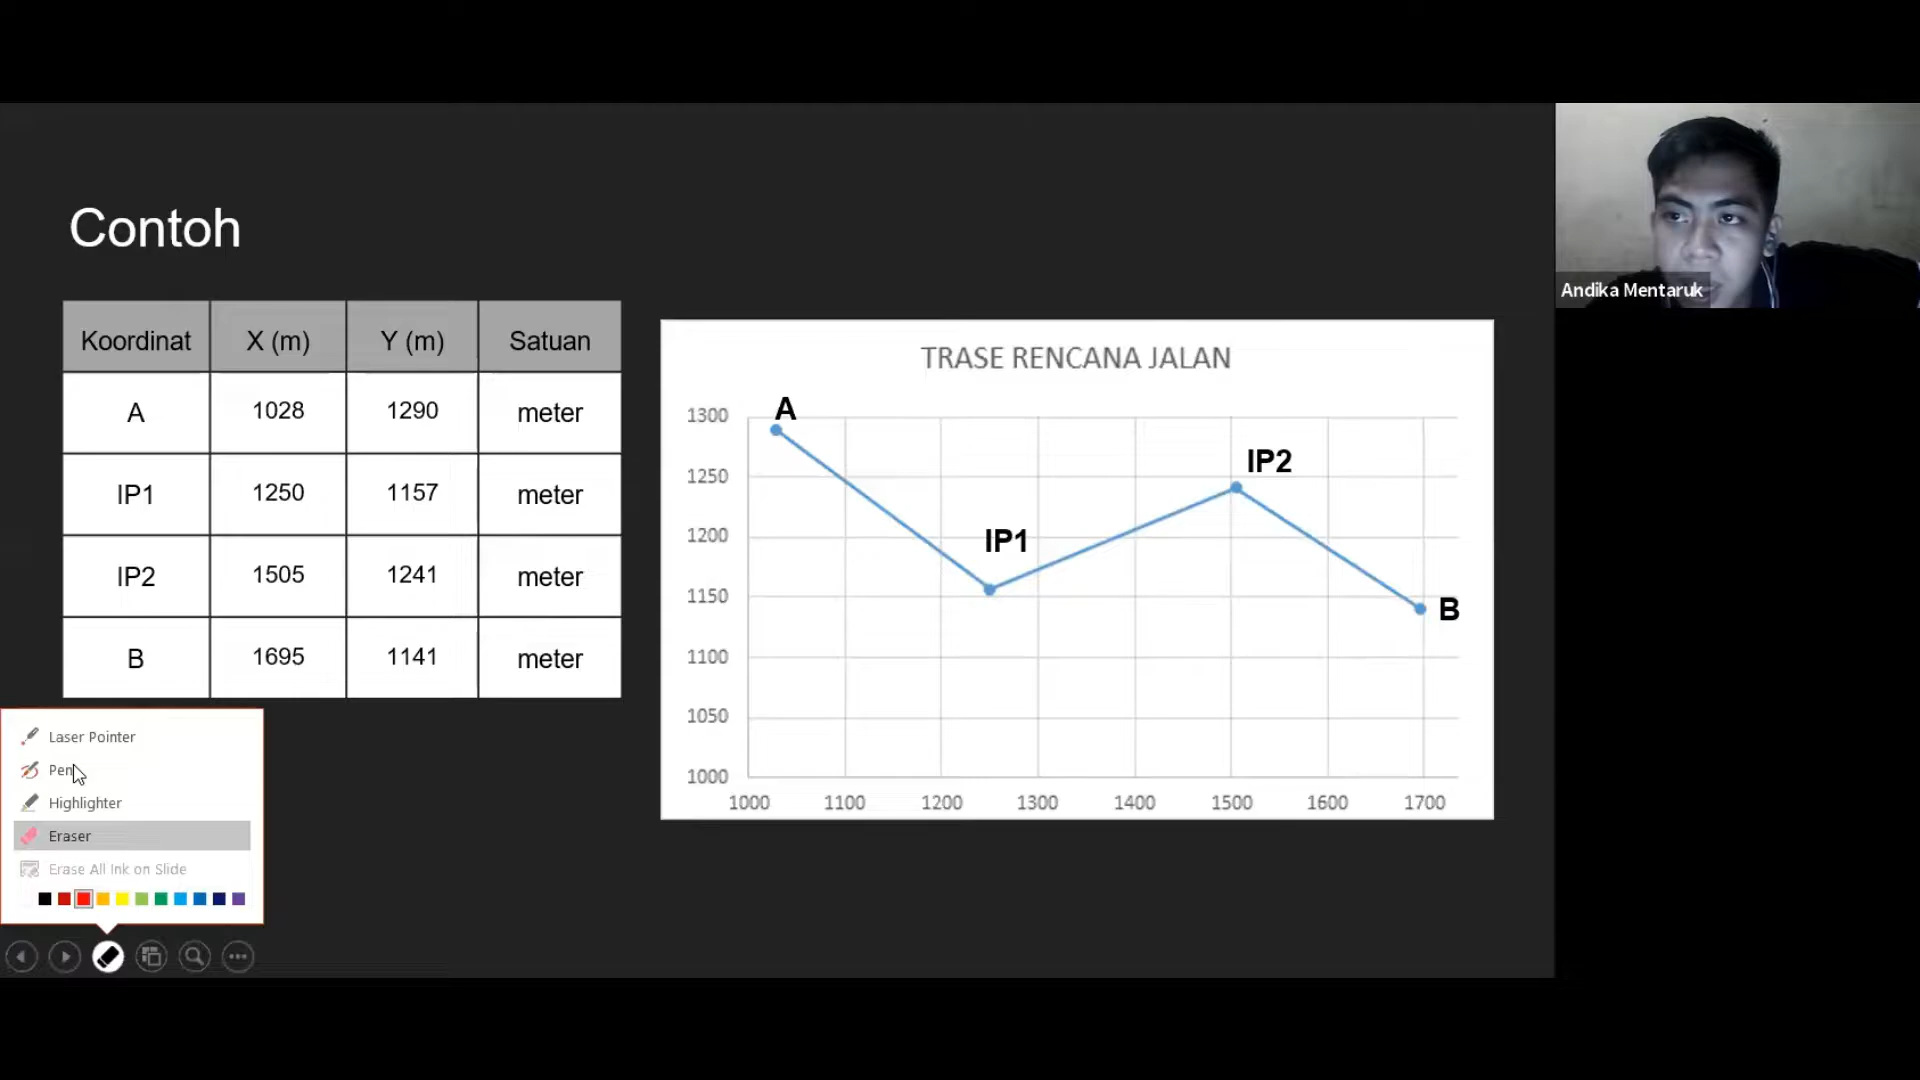 Contoh
Koordinat X (m) Y (m) Satuan
A 1028 1290 meter
IP1 1250 1157 meter
IP2 1505 1241 meter
B 1695 1141 meter
TRASE RENCANA JALAN
A
IP1
IP2
B
1300
1250
1200
1150
1100
1050
1000
1000 1100 1200 1300 1400 1500 1600 1700
Andika Mentaruk
Laser Pointer
Pen
Highlighter
Eraser
Erase All Ink on Slide